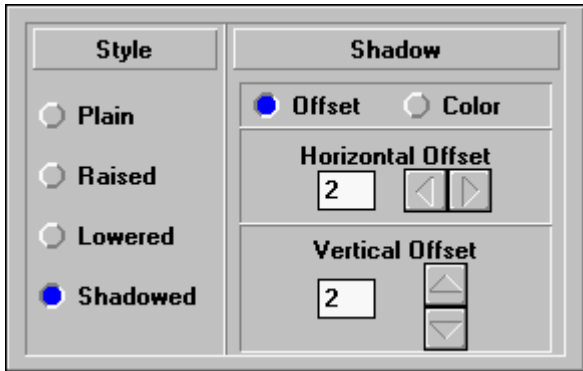 Style
Plain
Raised
Lowered
Shadowed
Shadow
Offset Color
Horizontal Offset
2
Vertical Offset
2